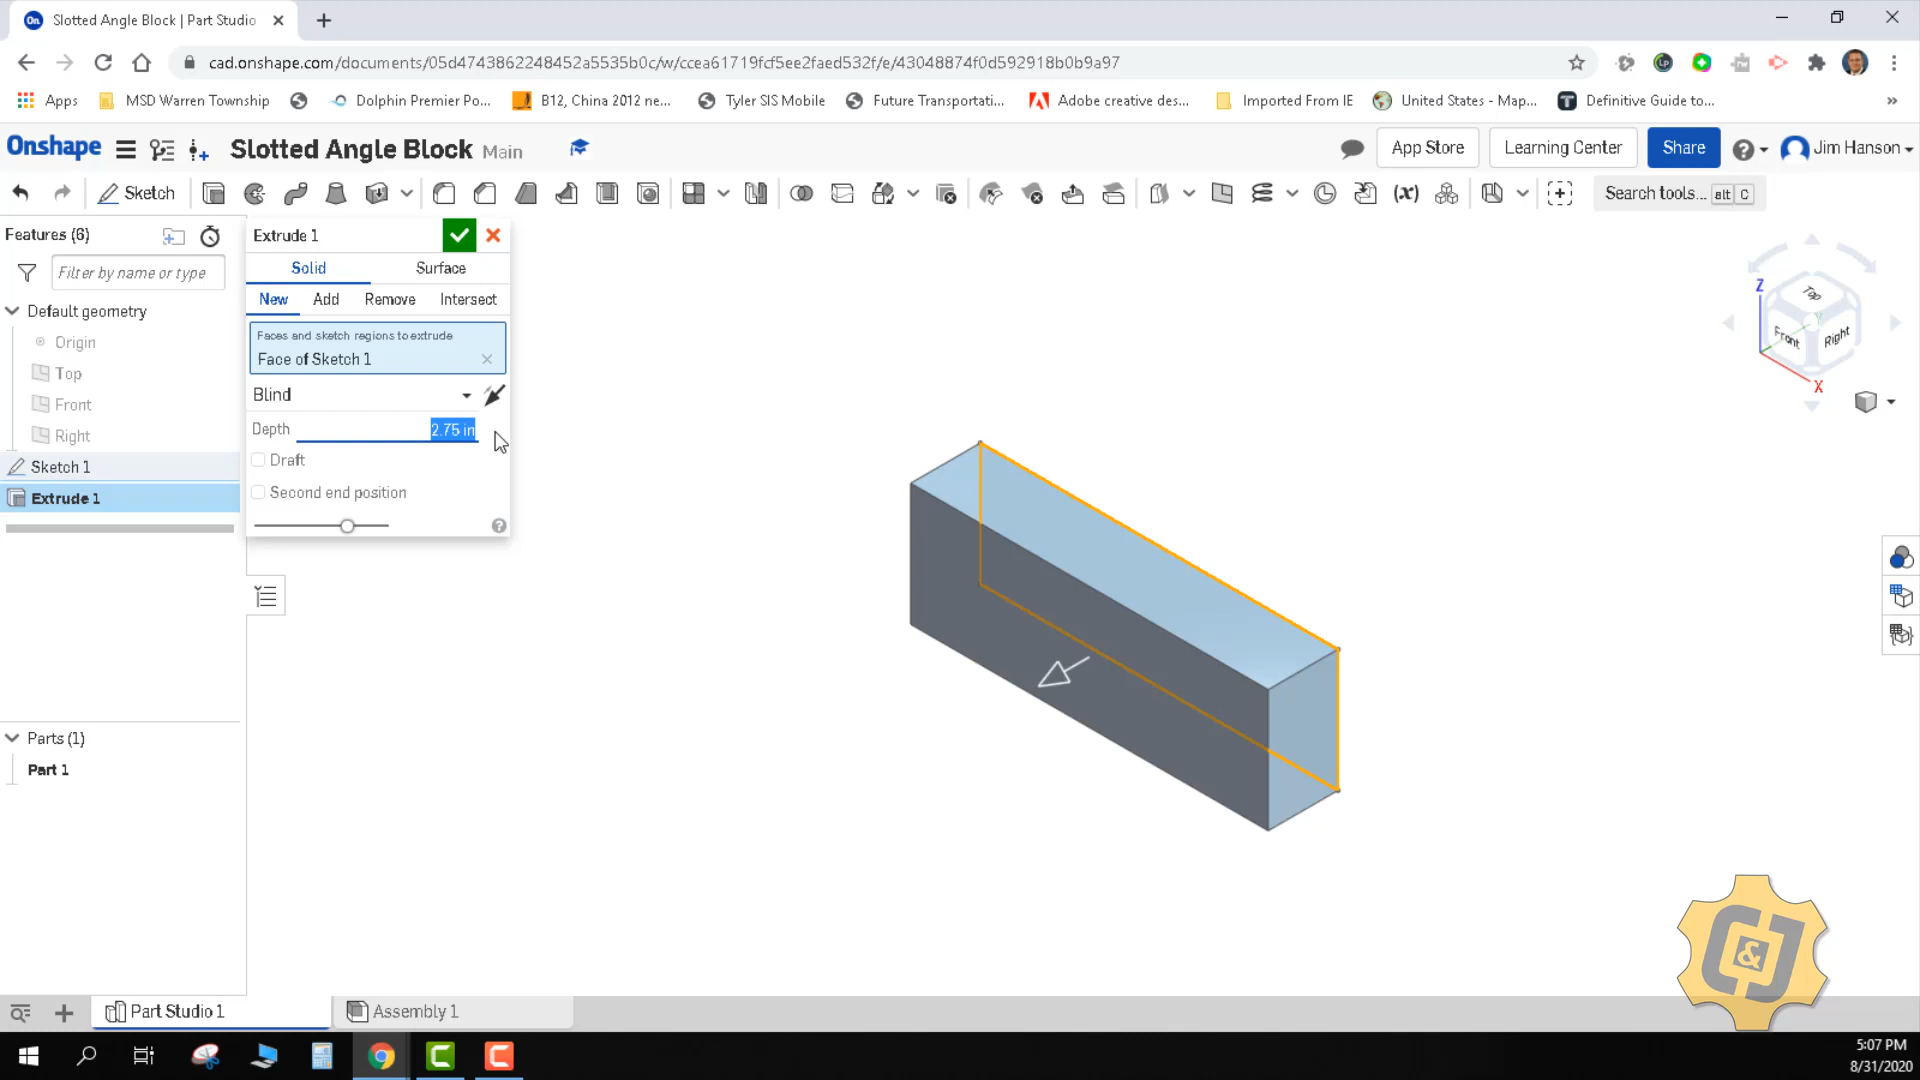 On Slotted Angle Block | Part Studio
cad.onshape.com/documents/05d4743862248452a5535b0c/w/ccea61719fcf5ee2faed532f/e/43048874f0d592918b0b9a97
Apps MSD Warren Township Dolphin Premier Po... B12, China 2012 ne... Tyler SIS Mobile Future Transportati... Adobe creative des... Imported From IE United States - Map... Definitive Guide to... »
Onshape Slotted Angle Block Main App Store Learning Center Share Jim Hanson
Sketch (x) Search tools... alt C
Features (6)
Filter by name or type
Default geometry
Origin
Top
Front
Right
Sketch 1
Extrude 1
Parts (1)
Part 1
Extrude 1
Solid Surface
New Add Remove Intersect
Faces and sketch regions to extrude
Face of Sketch 1
Blind
Depth 2.75 in
Draft
Second end position
Z
Top
Front Right
X
Part Studio 1 Assembly 1
5:07 PM
8/31/2020